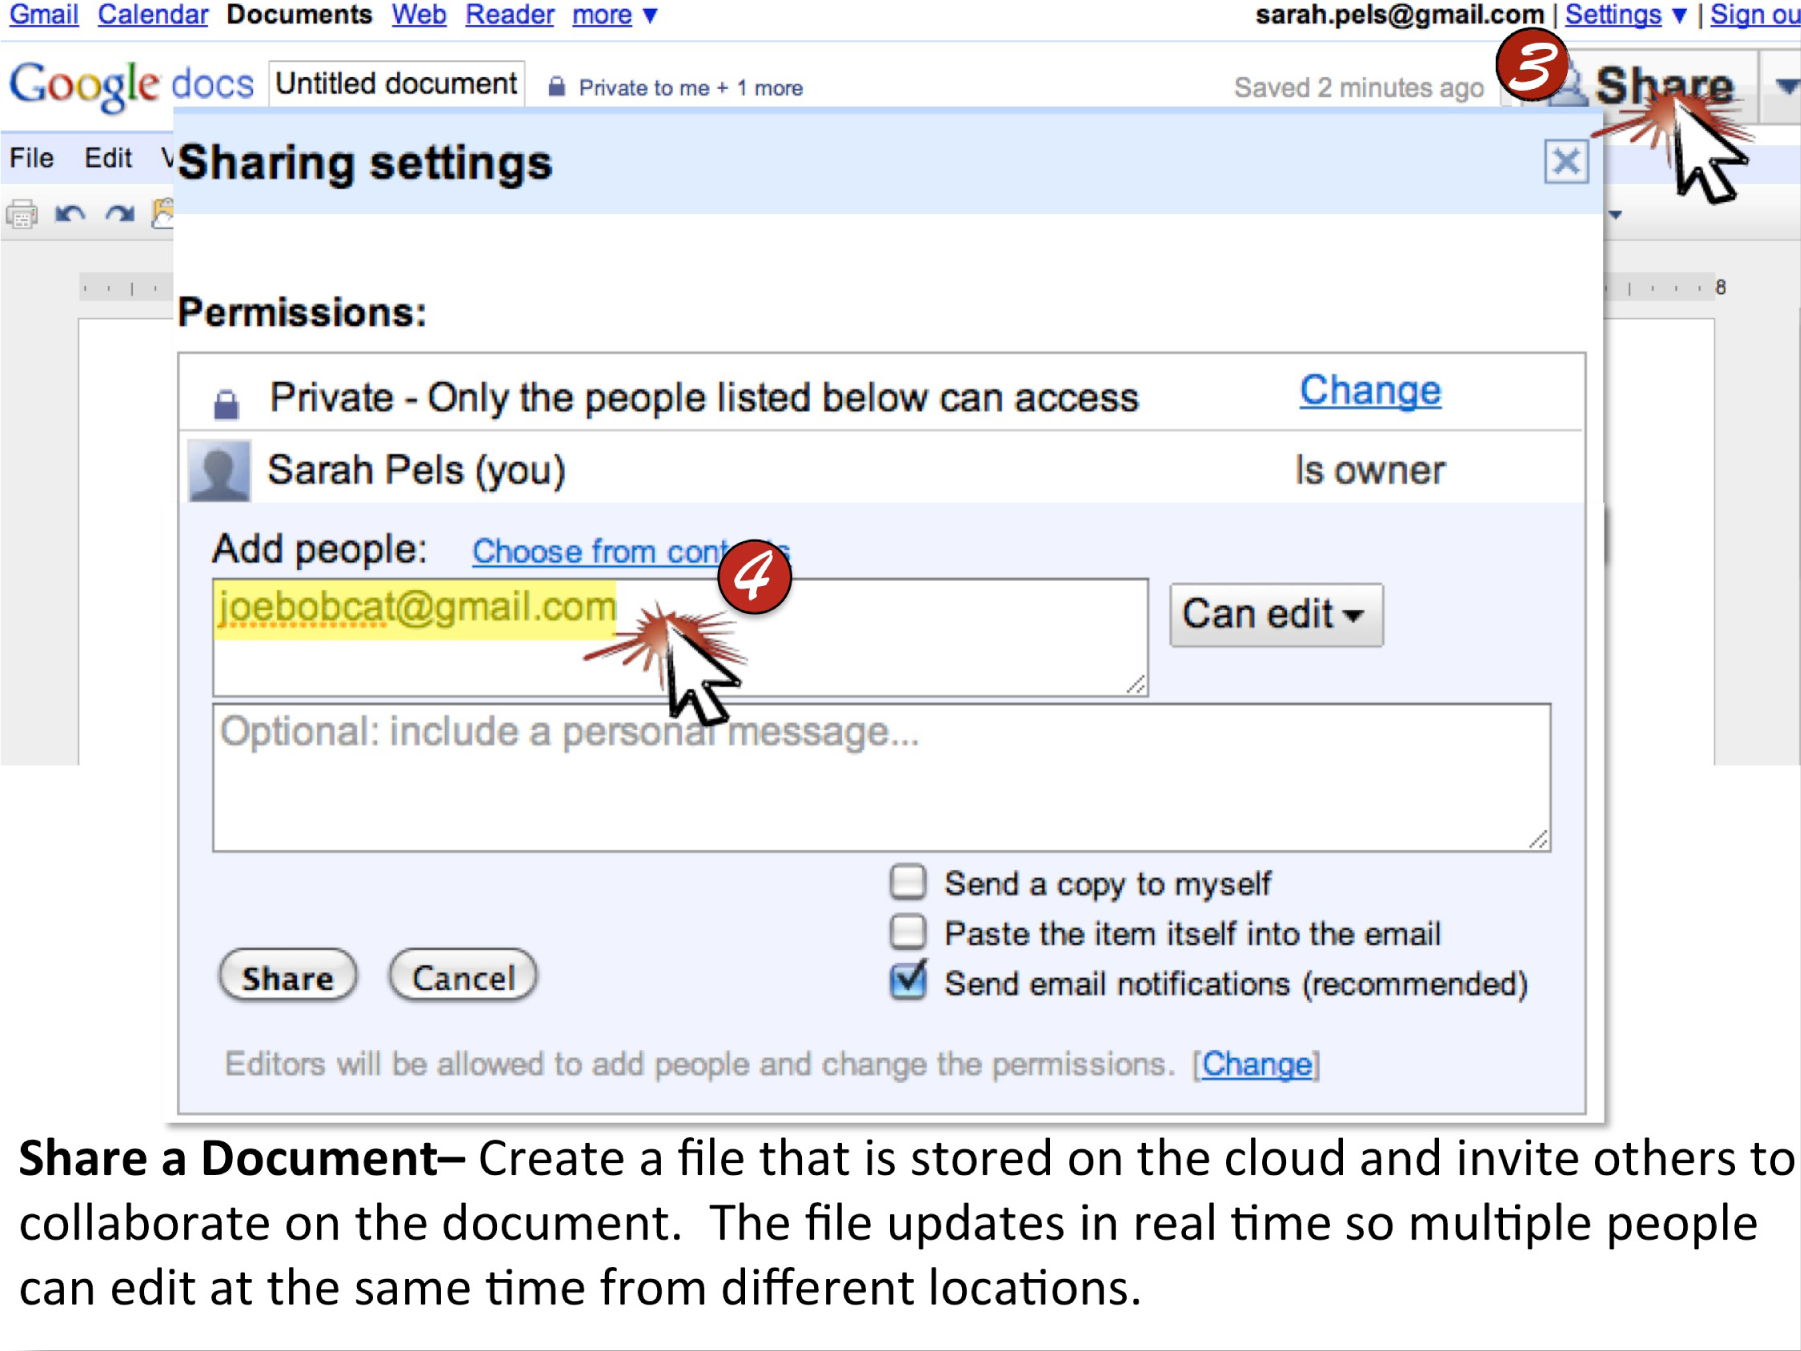 Gmail Calendar Documents Web Reader more ▼ sarah.pels@gmail.com | Settings ▼ | Sign ou
Google docs Untitled document Private to me + 1 more Saved 2 minutes ago 3 Share
File Edit V
Sharing settings
8
Permissions:
Private - Only the people listed below can access Change
Sarah Pels (you) Is owner
Add people: Choose from cont 4 s
joebobcat@gmail.com Can edit
Optional: include a personal message...
Send a copy to myself
Paste the item itself into the email
Share Cancel Send email notifications (recommended)
Editors will be allowed to add people and change the permissions. [Change]
Share a Document– Create a file that is stored on the cloud and invite others to
collaborate on the document. The file updates in real time so multiple people
can edit at the same time from different locations.